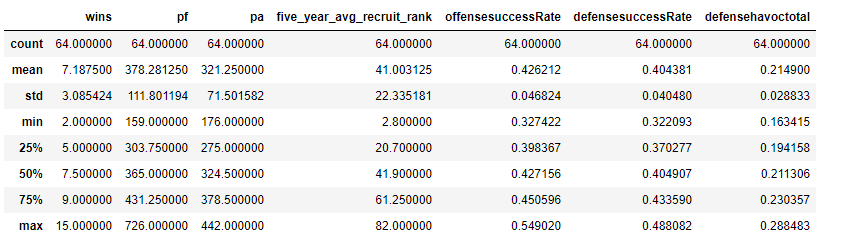 wins pf pa five_year_avg_recruit_rank offensesuccessRate defensesuccessRate defensehavoctotal
count 64.000000 64.000000 64.000000 64.000000 64.000000 64.000000 64.000000
mean 7.187500 378.281250 321.250000 41.003125 0.426212 0.404381 0.214900
std 3.085424 111.801194 71.501582 22.335181 0.046824 0.040480 0.028833
min 2.000000 159.000000 176.000000 2.800000 0.327422 0.322093 0.163415
25% 5.000000 303.750000 275.000000 20.700000 0.398367 0.370277 0.194158
50% 7.500000 365.000000 324.500000 41.900000 0.427156 0.404907 0.211306
75% 9.000000 431.250000 378.500000 61.250000 0.450596 0.433590 0.230357
max 15.000000 726.000000 442.000000 82.000000 0.549020 0.488082 0.288483